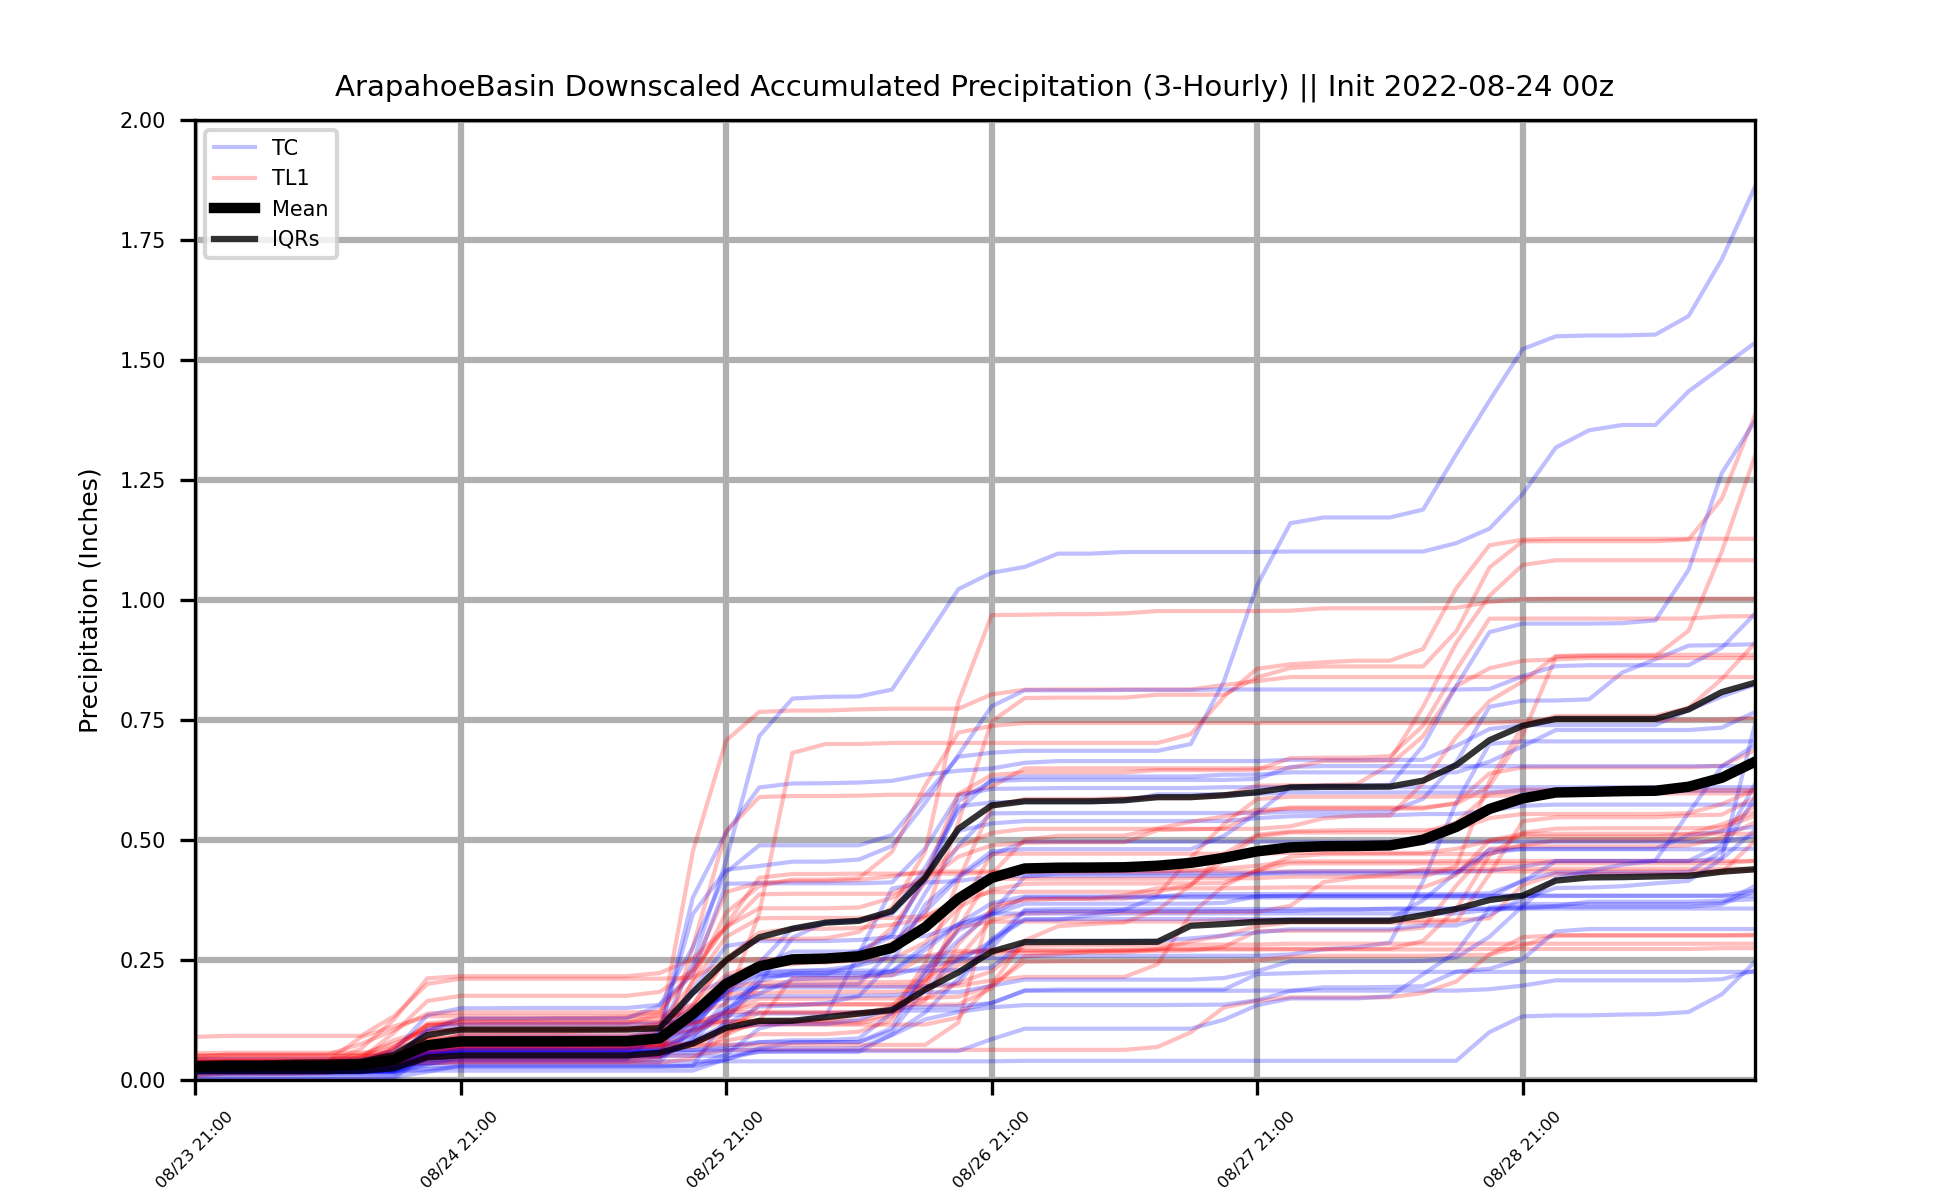 ArapahoeBasin Downscaled Accumulated Precipitation (3-Hourly) || Init 2022-08-24 00z
TC
TL1
Mean
IQRs
Precipitation (Inches)
2.00
1.75
1.50
1.25
1.00
0.75
0.50
0.25
0.00
08/23 21:00
08/24 21:00
08/25 21:00
08/26 21:00
08/27 21:00
08/28 21:00